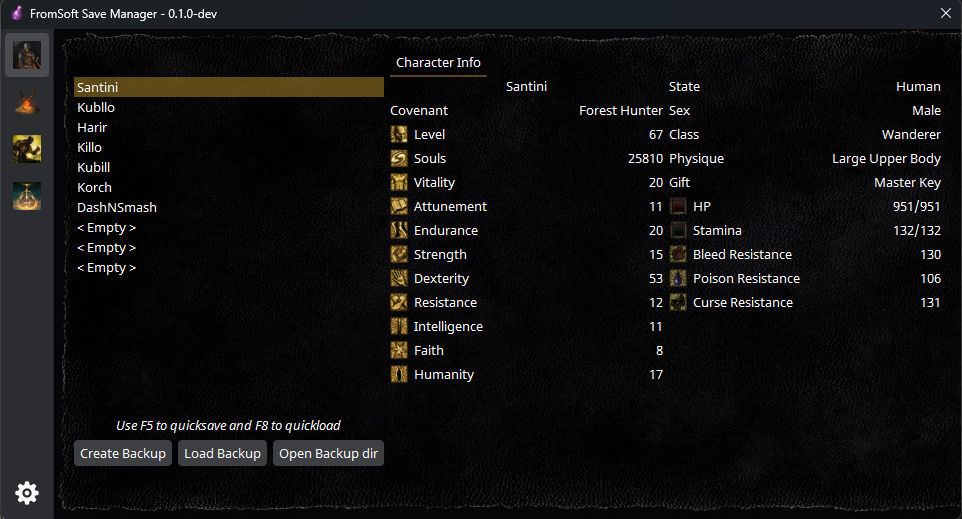 FromSoft Save Manager - 0.1.0-dev
Santini
Kubllo
Harir
Killo
Kubill
Korch
DashNSmash
< Empty >
< Empty >
< Empty >
Use F5 to quicksave and F8 to quickload
Create Backup Load Backup Open Backup dir
Character Info
Santini State Human
Covenant Forest Hunter Sex Male
Level 67 Class Wanderer
Souls 25810 Physique Large Upper Body
Vitality 20 Gift Master Key
Attunement 11 HP 951/951
Endurance 20 Stamina 132/132
Strength 15 Bleed Resistance 130
Dexterity 53 Poison Resistance 106
Resistance 12 Curse Resistance 131
Intelligence 11
Faith 8
Humanity 17